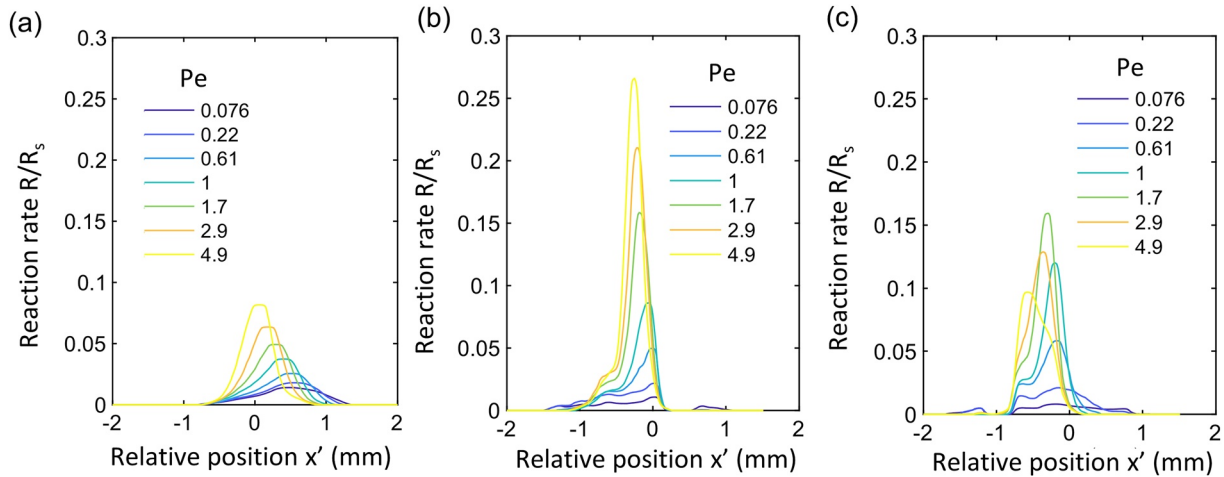 (a)
0.3
0.25
0.2
0.15
0.1
0.05
0
Reaction rate R/Rs
Pe
0.076
0.22
0.61
1
1.7
2.9
4.9
-2 -1 0 1 2
Relative position x’ (mm)
(b)
0.3
0.25
0.2
0.15
0.1
0.05
0
Reaction rate R/Rs
Pe
0.076
0.22
0.61
1
1.7
2.9
4.9
-2 -1 0 1 2
Relative position x’ (mm)
(c)
0.3
0.25
0.2
0.15
0.1
0.05
0
Reaction rate R/Rs
Pe
0.076
0.22
0.61
1
1.7
2.9
4.9
-2 -1 0 1 2
Relative position x’ (mm)